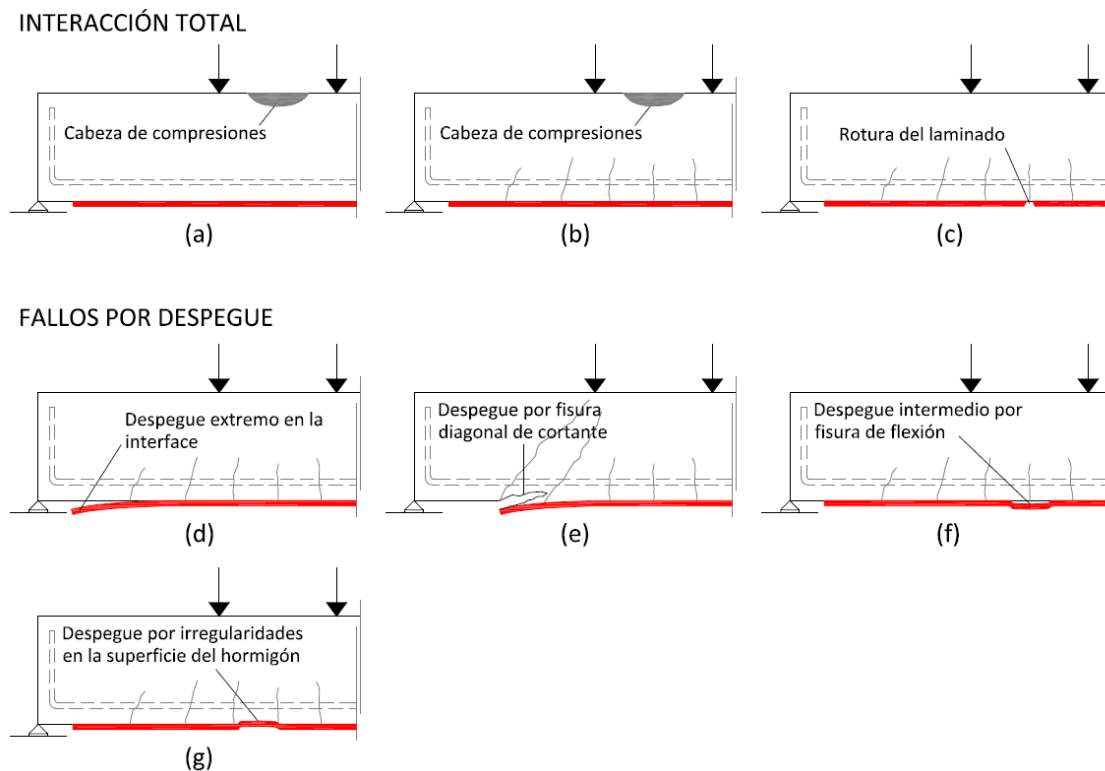 INTERACCIÓN TOTAL
Cabeza de compresiones
(a)
Cabeza de compresiones
(b)
Rotura del laminado
(c)
FALLOS POR DESPEGUE
Despegue extremo en la
interface
(d)
Despegue por fisura
diagonal de cortante
(e)
Despegue intermedio por
fisura de flexión
(f)
Despegue por irregularidades
en la superficie del hormigón
(g)